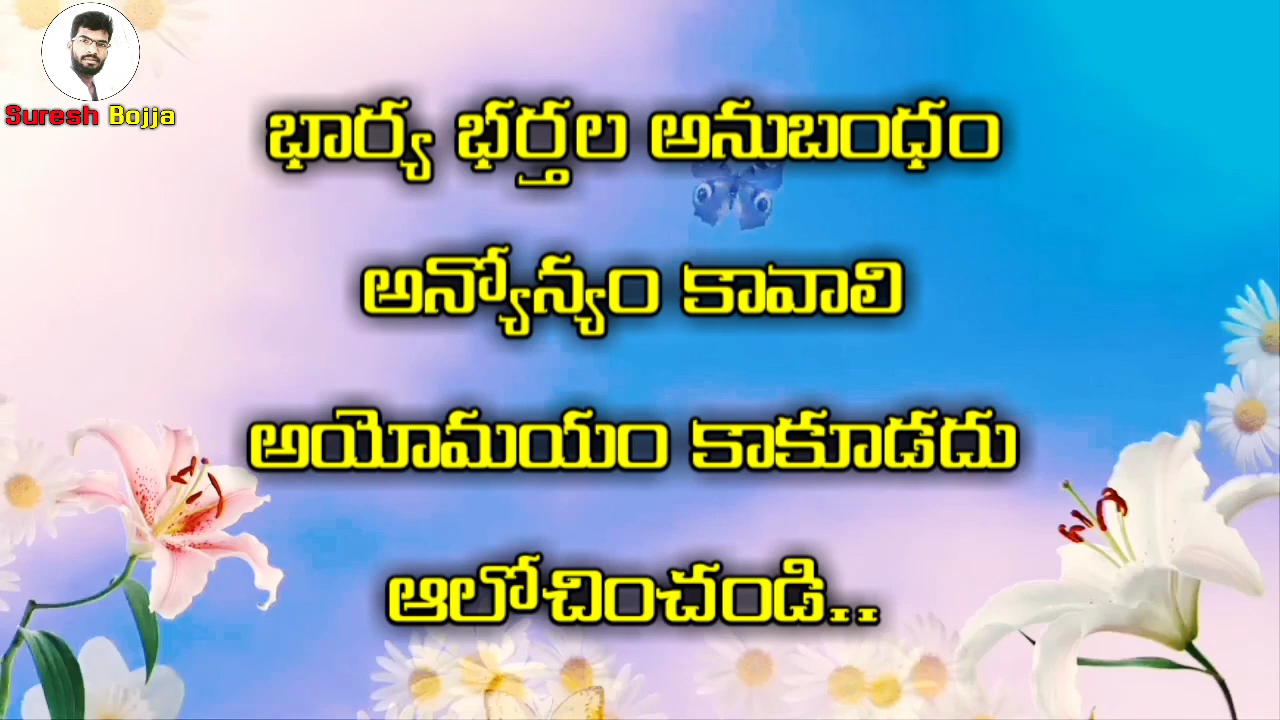 Suresh Bojja
భార్య భర్తల అనుబంధం
అన్యోన్యం కావాలి
అయోమయం కాకూడదు
ఆలోచించండి..